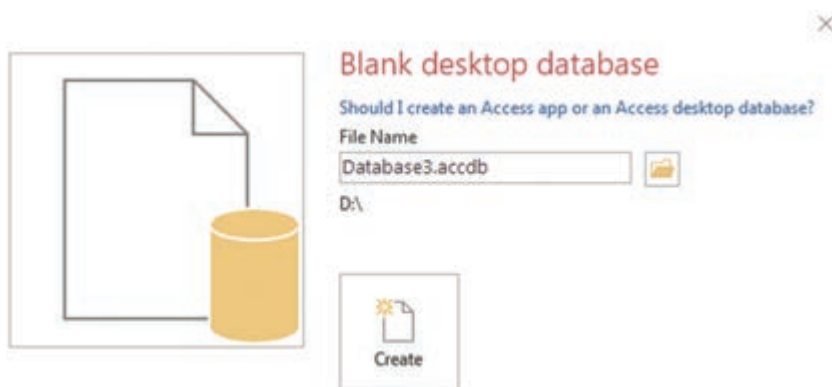 Blank desktop database
Should I create an Access app or an Access desktop database?
File Name
Database3.accdb
D:\
Create